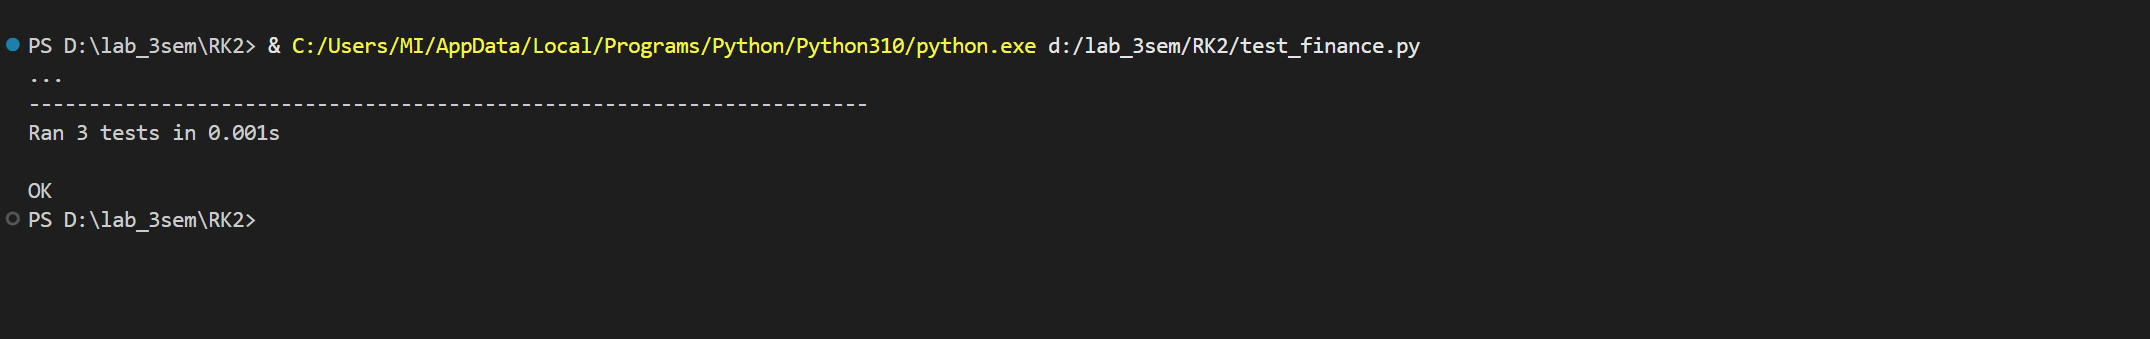 PS D:\lab_3sem\RK2> & C:/Users/MI/AppData/Local/Programs/Python/Python310/python.exe d:/lab_3sem/RK2/test_finance.py
...
----------------------------------------------------------------------
Ran 3 tests in 0.001s
OK
PS D:\lab_3sem\RK2>